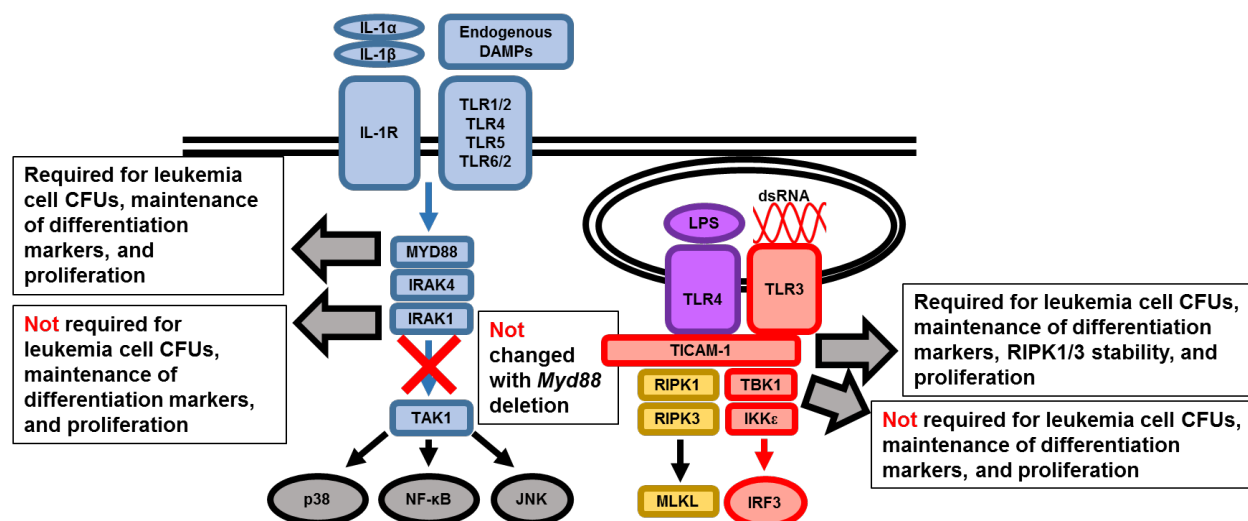 IL-1α
IL-1β
Endogenous
DAMPs
IL-1R
TLR1/2
TLR4
TLR5
TLR6/2
Required for leukemia
cell CFUs, maintenance
of differentiation
markers, and
proliferation
MYD88
IRAK4
IRAK1
Not required for
leukemia cell CFUs,
maintenance of
differentiation markers,
and proliferation
TAK1
p38
NF-κB
JNK
Not
changed
with Myd88
deletion
dsRNA
LPS
TLR4
TLR3
TICAM-1
RIPK1
TBK1
RIPK3
IKKε
MLKL
IRF3
Required for leukemia cell CFUs,
maintenance of differentiation
markers, RIPK1/3 stability, and
proliferation
Not required for leukemia cell CFUs,
maintenance of differentiation
markers, and proliferation